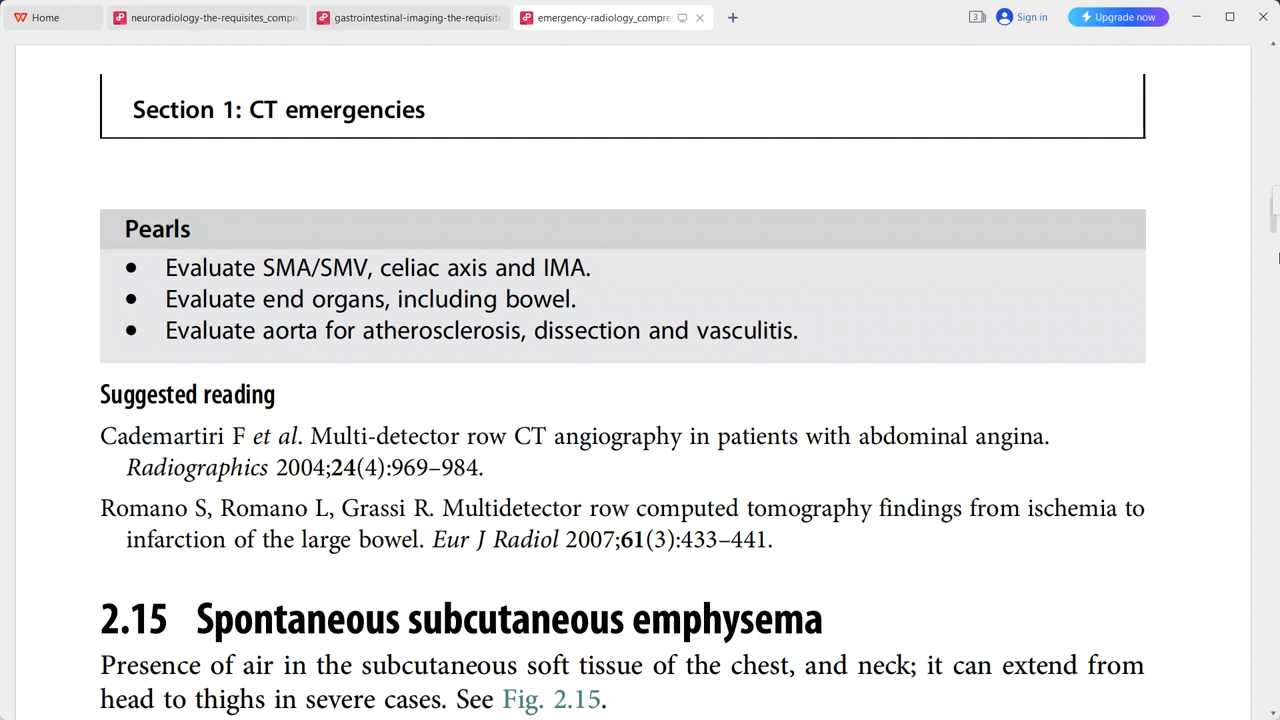 Home
neuroradiology-the-requisites_compre
gastrointestinal-imaging-the-requisite
emergency-radiology_compre
3
Sign in
Upgrade now
Section 1: CT emergencies
Pearls
• Evaluate SMA/SMV, celiac axis and IMA.
• Evaluate end organs, including bowel.
• Evaluate aorta for atherosclerosis, dissection and vasculitis.
Suggested reading
Cademartiri F et al. Multi-detector row CT angiography in patients with abdominal angina.
Radiographics 2004;24(4):969–984.
Romano S, Romano L, Grassi R. Multidetector row computed tomography findings from ischemia to
infarction of the large bowel. Eur J Radiol 2007;61(3):433–441.
2.15 Spontaneous subcutaneous emphysema
Presence of air in the subcutaneous soft tissue of the chest, and neck; it can extend from
head to thighs in severe cases. See Fig. 2.15.